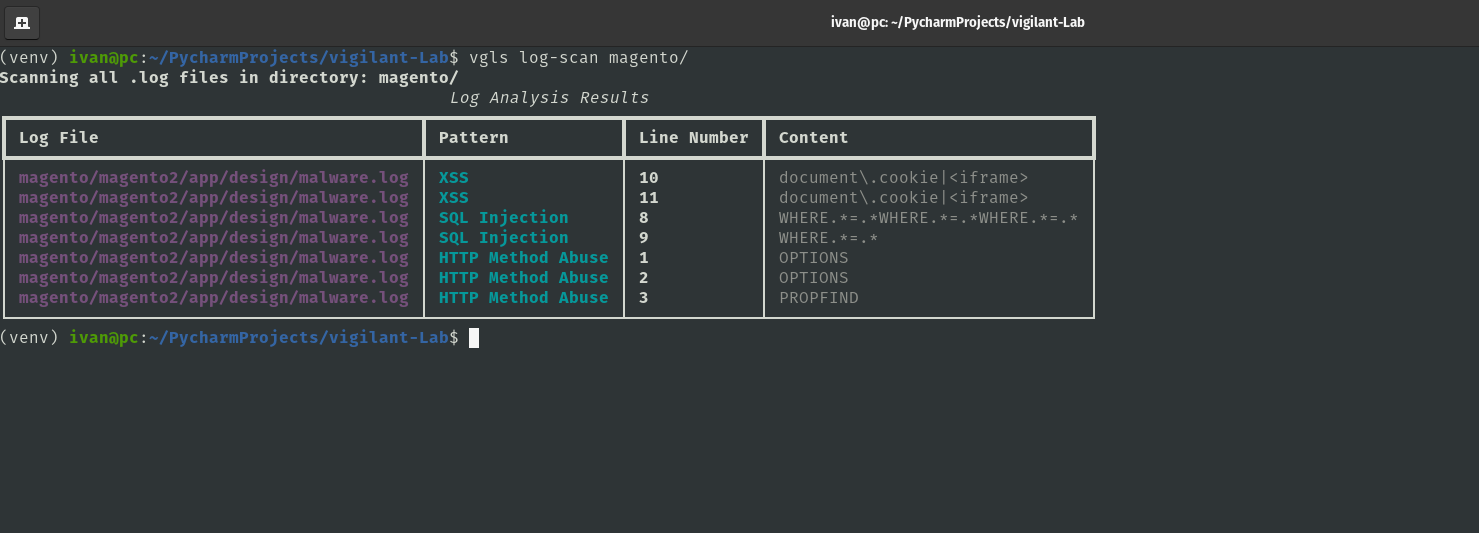 ivan@pc: ~/PycharmProjects/vigilant-Lab
(venv) ivan@pc:~/PycharmProjects/vigilant-Lab$ vgls log-scan magento/
Scanning all .log files in directory: magento/
Log Analysis Results
Log File Pattern Line Number Content
magento/magento2/app/design/malware.log XSS 10 document\.cookie|<iframe>
magento/magento2/app/design/malware.log XSS 11 document\.cookie|<iframe>
magento/magento2/app/design/malware.log SQL Injection 8 WHERE.*=.*WHERE.*=.*WHERE.*=.*
magento/magento2/app/design/malware.log SQL Injection 9 WHERE.*=.*
magento/magento2/app/design/malware.log HTTP Method Abuse 1 OPTIONS
magento/magento2/app/design/malware.log HTTP Method Abuse 2 OPTIONS
magento/magento2/app/design/malware.log HTTP Method Abuse 3 PROPFIND
(venv) ivan@pc:~/PycharmProjects/vigilant-Lab$